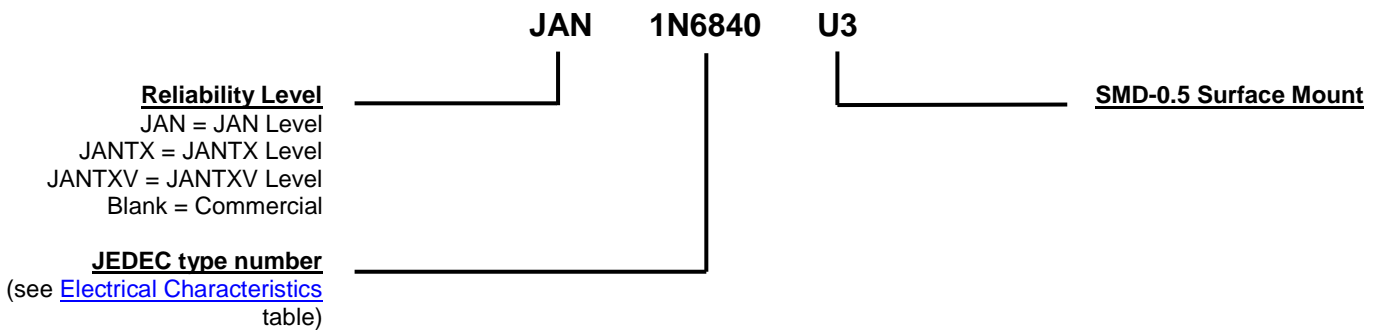 JAN 1N6840 U3
Reliability Level
JAN = JAN Level
JANTX = JANTX Level
JANTXV = JANTXV Level
Blank = Commercial
JEDEC type number
(see Electrical Characteristics
table)
SMD-0.5 Surface Mount